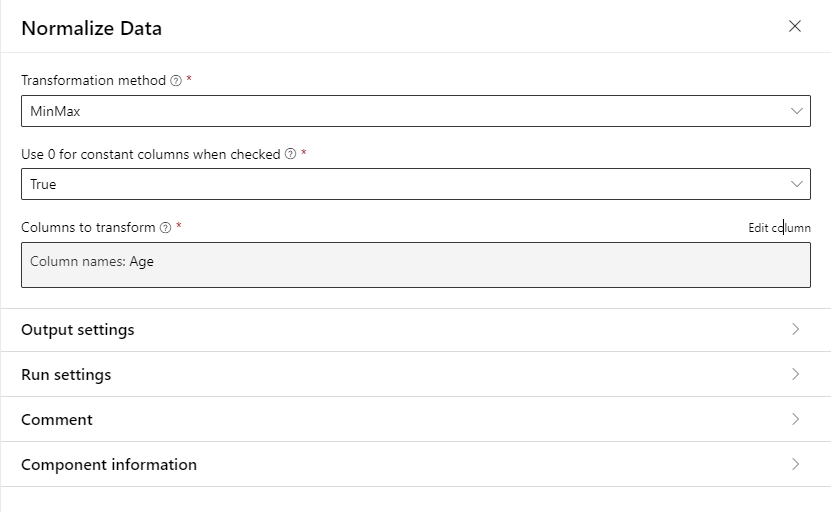 Normalize Data
Transformation method *
MinMax
Use 0 for constant columns when checked *
True
Columns to transform * Edit column
Column names: Age
Output settings
Run settings
Comment
Component information